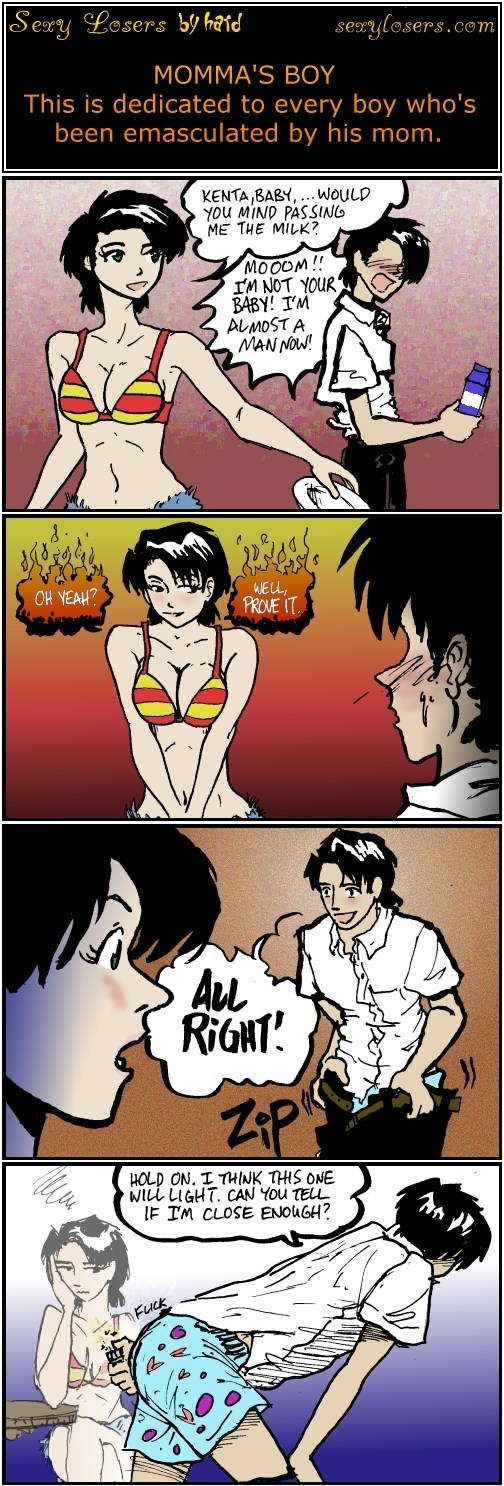 Sexy Losers by hard sexylosers.com
MOMMA'S BOY
This is dedicated to every boy who's
been emasculated by his mom.
KENTA, BABY, ... WOULD
YOU MIND PASSING
ME THE MILK?
MOOOM!!
I'M NOT YOUR
BABY! I'M
ALMOST A
MAN NOW!
OH YEAH?
WELL,
PROVE IT.
ALL
RIGHT!
ZIP
HOLD ON. I THINK THIS ONE
WILL LIGHT. CAN YOU TELL
IF I'M CLOSE ENOUGH?
FLICK